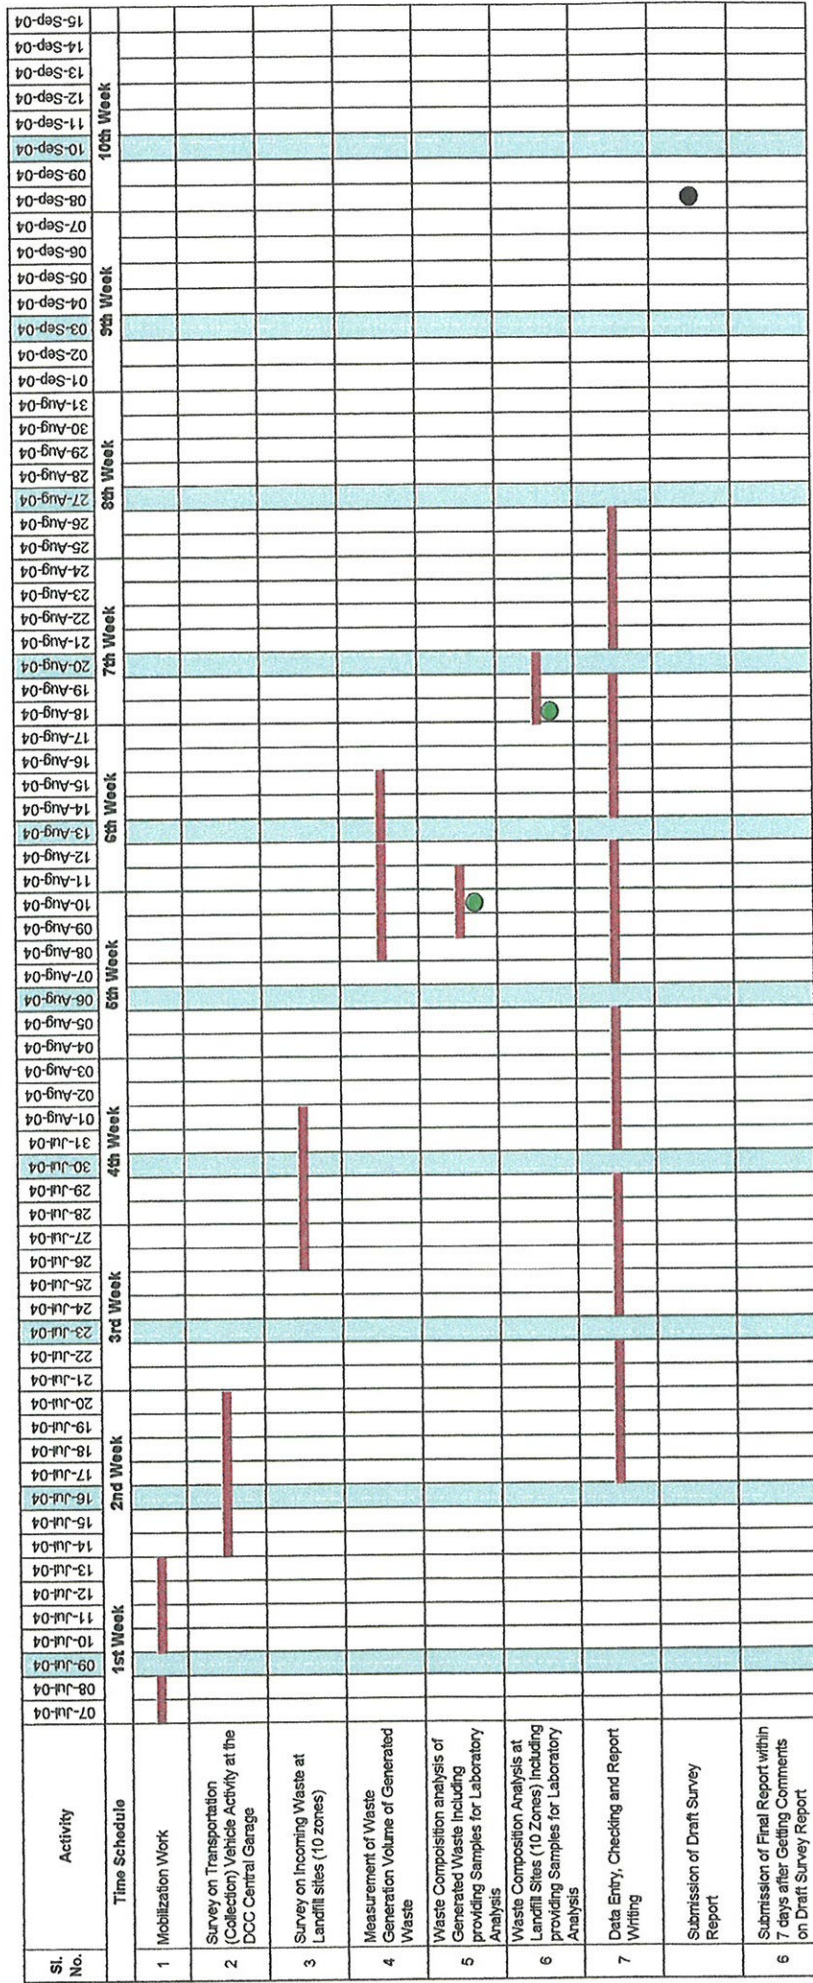 Sl. No.
Activity
07-Jul-04
08-Jul-04
09-Jul-04
10-Jul-04
11-Jul-04
12-Jul-04
13-Jul-04
14-Jul-04
15-Jul-04
16-Jul-04
17-Jul-04
18-Jul-04
19-Jul-04
20-Jul-04
21-Jul-04
22-Jul-04
23-Jul-04
24-Jul-04
25-Jul-04
26-Jul-04
27-Jul-04
28-Jul-04
29-Jul-04
30-Jul-04
31-Jul-04
01-Aug-04
02-Aug-04
03-Aug-04
04-Aug-04
05-Aug-04
06-Aug-04
07-Aug-04
08-Aug-04
09-Aug-04
10-Aug-04
11-Aug-04
12-Aug-04
13-Aug-04
14-Aug-04
15-Aug-04
16-Aug-04
17-Aug-04
18-Aug-04
19-Aug-04
20-Aug-04
21-Aug-04
22-Aug-04
23-Aug-04
24-Aug-04
25-Aug-04
26-Aug-04
27-Aug-04
28-Aug-04
29-Aug-04
30-Aug-04
31-Aug-04
01-Sep-04
02-Sep-04
03-Sep-04
04-Sep-04
05-Sep-04
06-Sep-04
07-Sep-04
08-Sep-04
09-Sep-04
10-Sep-04
11-Sep-04
12-Sep-04
13-Sep-04
14-Sep-04
15-Sep-04
Time Schedule
1st Week
2nd Week
3rd Week
4th Week
5th Week
6th Week
7th Week
8th Week
9th Week
10th Week
1 Mobilization Work
2 Survey on Transportation
(Collection) Vehicle Activity at the
DCC Central Garage
3 Survey on Incoming Waste at
Landfill sites (10 zones)
4 Measurement of Waste
Generation Volume of Generated
Waste
5 Waste Compoisition analysis of
Generated Waste Including
providing Samples for Laboratory
Analysis
6 Waste Composition Analysis at
Landfill Sites (10 Zones) Including
providing Samples for Laboratory
Analysis
7 Data Entry, Checking and Report
Writing
Submission of Draft Survey
Report
6 Submission of Final Report within
7 days after Getting Comments
on Draft Survey Report